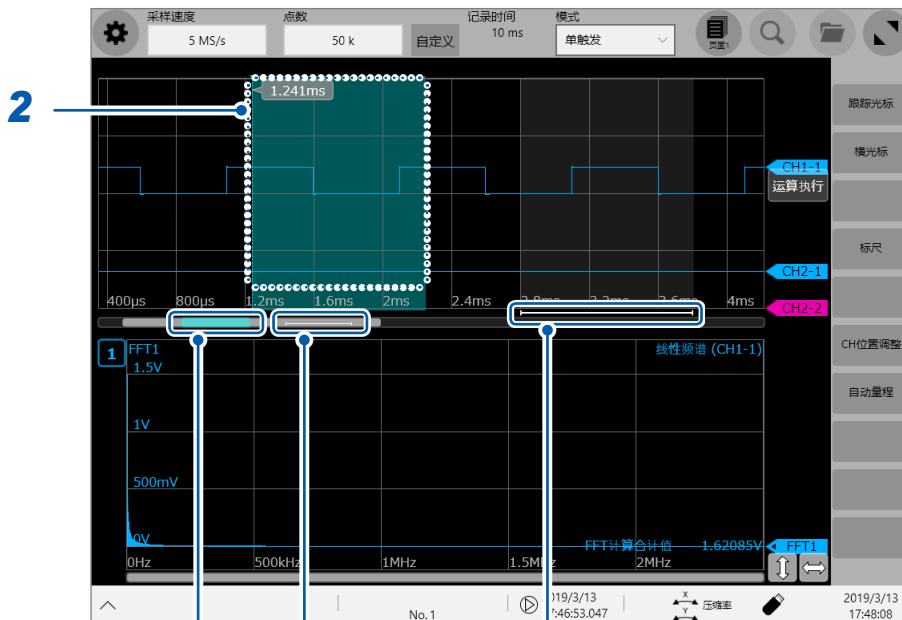 采样速度 点数 记录时间 模式
5 MS/s 50 k 自定义 10 ms 单触发 页面1
2
1.241ms
跟踪光标
横光标
CH1-1
运算执行
标尺
CH2-1
400μs 800μs 1.2ms 1.6ms 2ms 2.4ms 2.8ms 3.2ms 3.6ms 4ms
CH2-2
CH位置调整
1 FFT1 线性频谱 (CH1-1)
1.5V
自动量程
1V
500mV
0V FFT计算合计值 1.62085V FFT1
0Hz 500kHz 1MHz 1.5MHz 2MHz
No.1
19/3/13
:46:53.047
X
Y
压缩率
2019/3/13
17:48:08